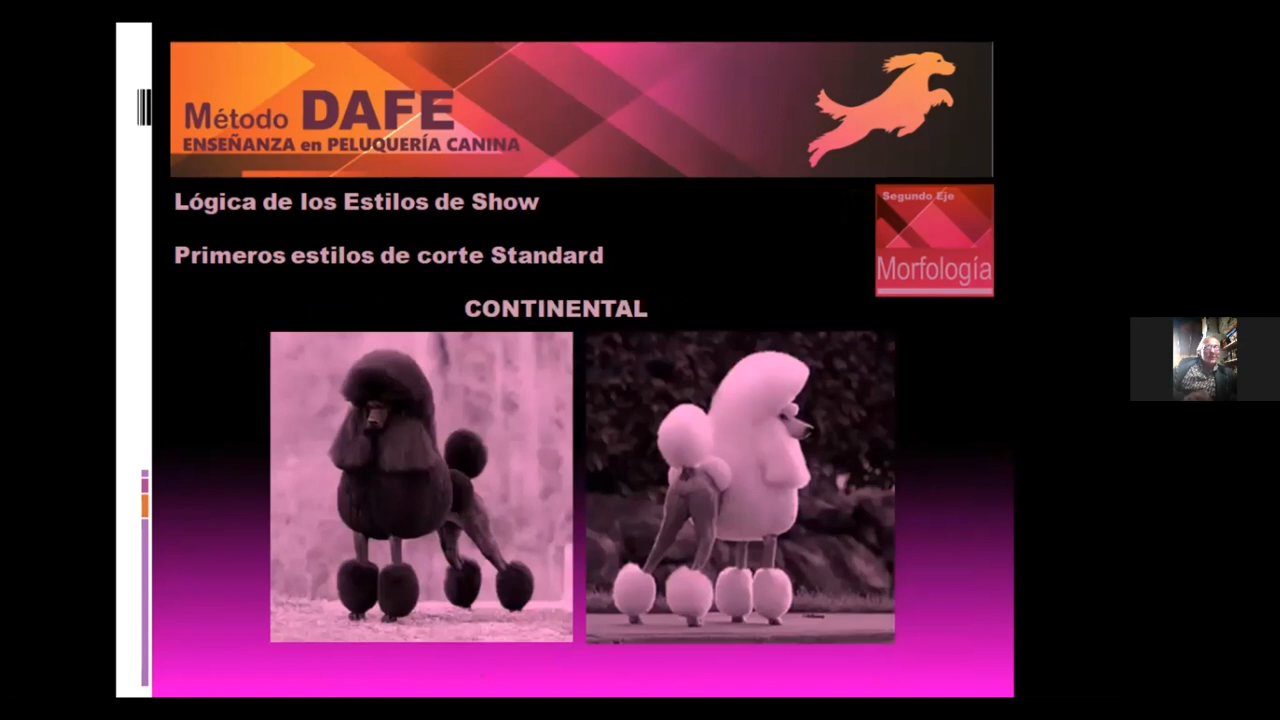 Método DAFE
ENSEÑANZA en PELUQUERÍA CANINA
Lógica de los Estilos de Show
Segundo Eje
Morfología
Primeros estilos de corte Standard
CONTINENTAL